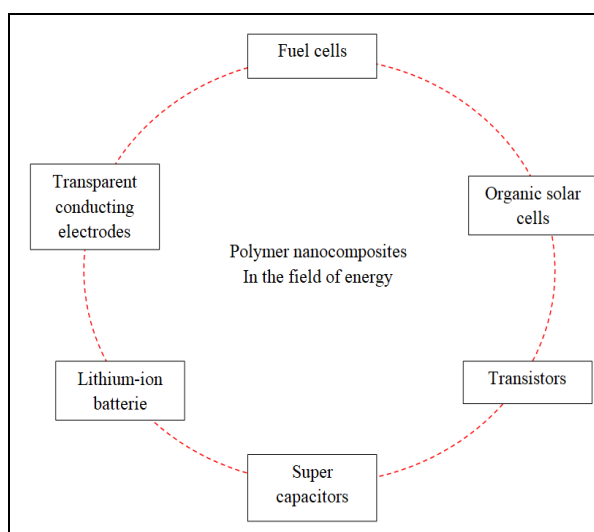 Fuel cells
Transparent
conducting
electrodes
Organic solar
cells
Polymer nanocomposites
In the field of energy
Lithium-ion
batterie
Transistors
Super
capacitors